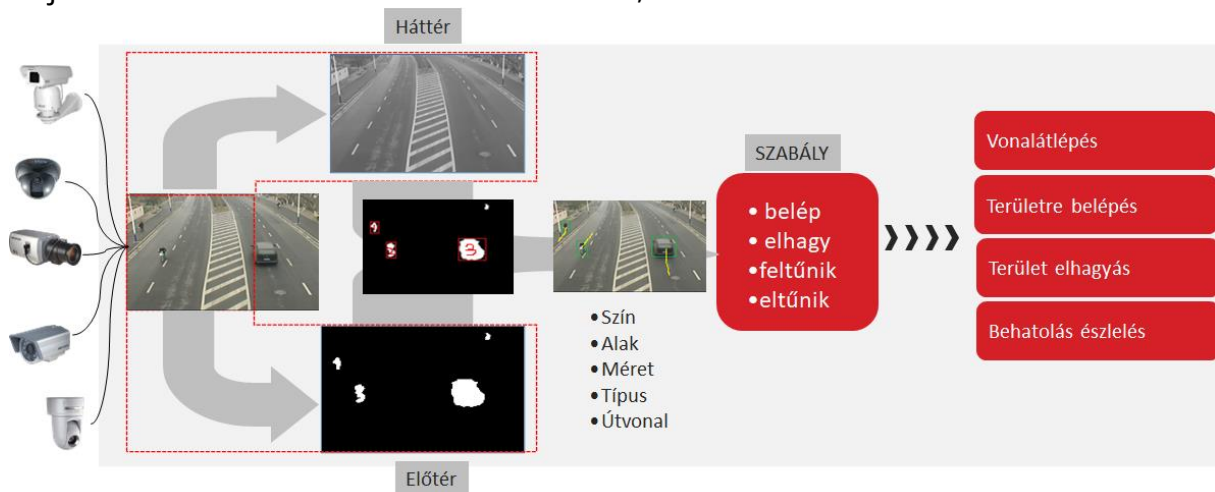 Háttér
SZABÁLY
• belép
• elhagy
• feltűnik
• eltűnik
Vonalátlépés
Területre belépés
Terület elhagyás
Behatolás észlelés
3
• Szín
• Alak
• Méret
• Típus
• Útvonal
Előtér